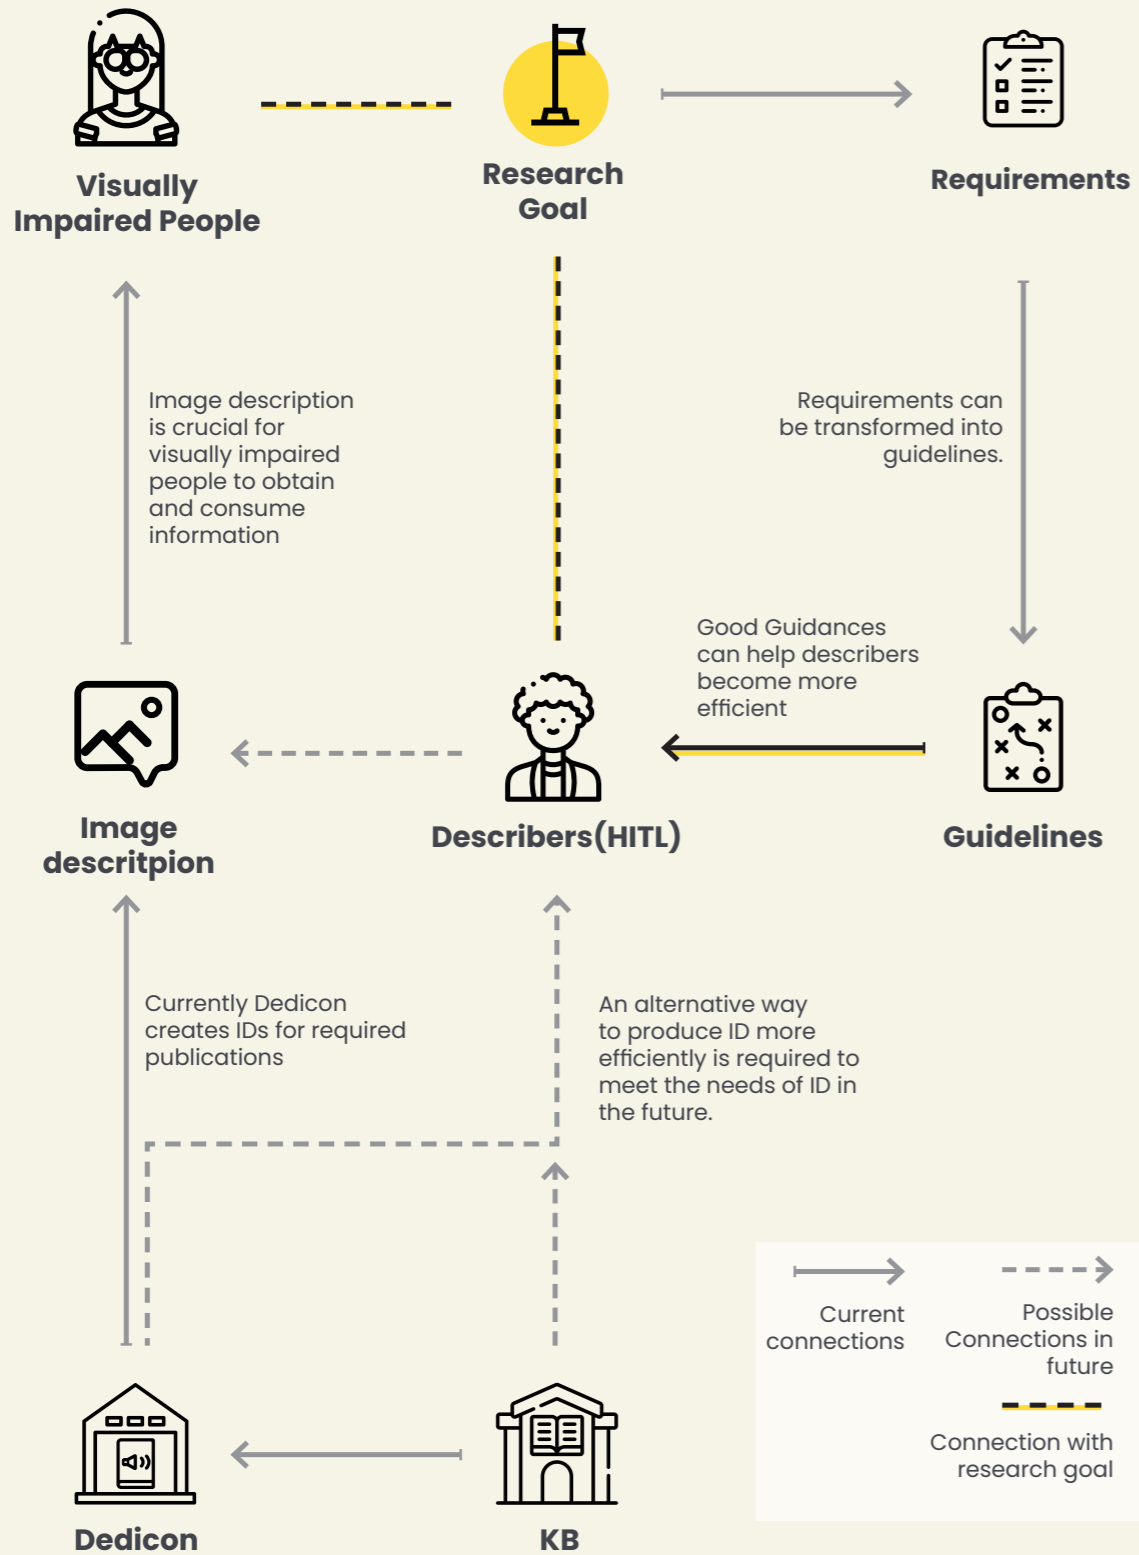 Visually
Impaired People
Research
Goal
Requirements
Image description
is crucial for
visually impaired
people to obtain
and consume
information
Requirements can
be transformed into
guidelines.
Good Guidances
can help describers
become more
efficient
Image
descritpion
Describers(HITL)
Guidelines
Currently Dedicon
creates IDs for required
publications
An alternative way
to produce ID more
efficiently is required to
meet the needs of ID in
the future.
Current
connections
Possible
Connections in
future
Connection with
research goal
Dedicon
KB